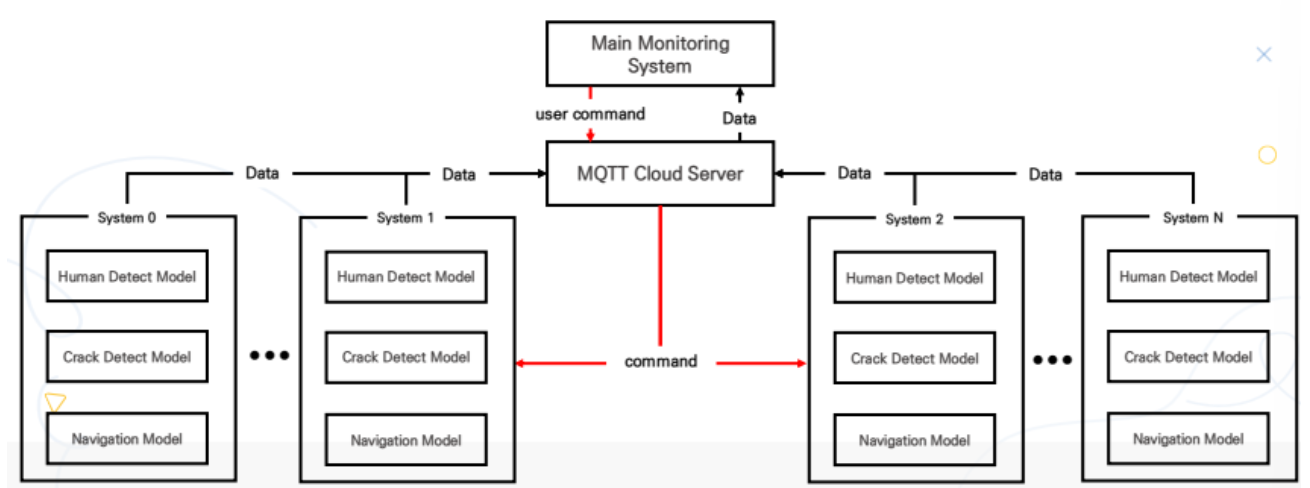 Main Monitoring
System
user command
Data
MQTT Cloud Server
Data
Data
Data
Data
System 0
System 1
System 2
System N
Human Detect Model
Human Detect Model
Human Detect Model
Human Detect Model
Crack Detect Model
Crack Detect Model
command
Crack Detect Model
Crack Detect Model
Navigation Model
Navigation Model
Navigation Model
Navigation Model